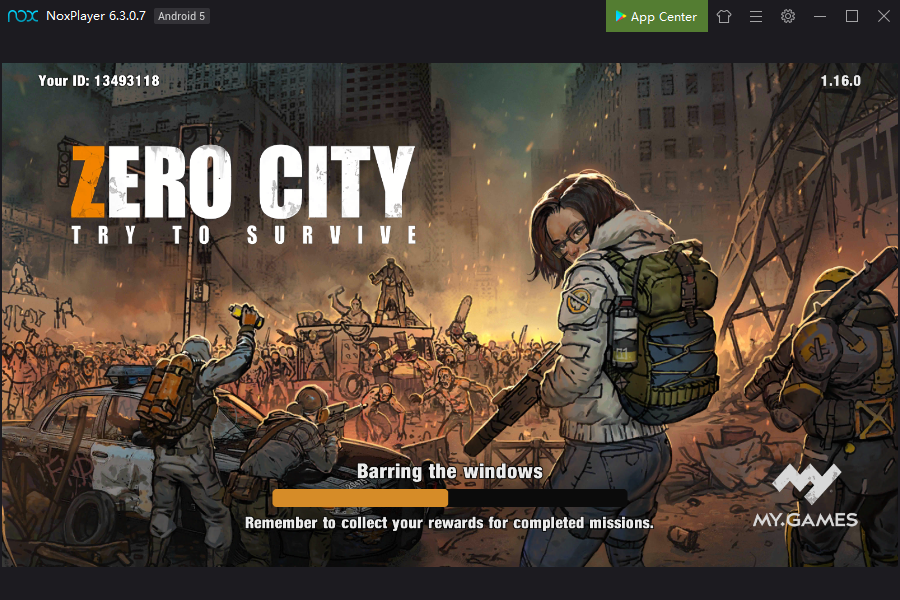 nox NoxPlayer 6.3.0.7 Android 5 App Center
Your ID: 13493118
1.16.0
ZERO CITY
TRY TO SURVIVE
Barring the windows
Remember to collect your rewards for completed missions.
MY.GAMES